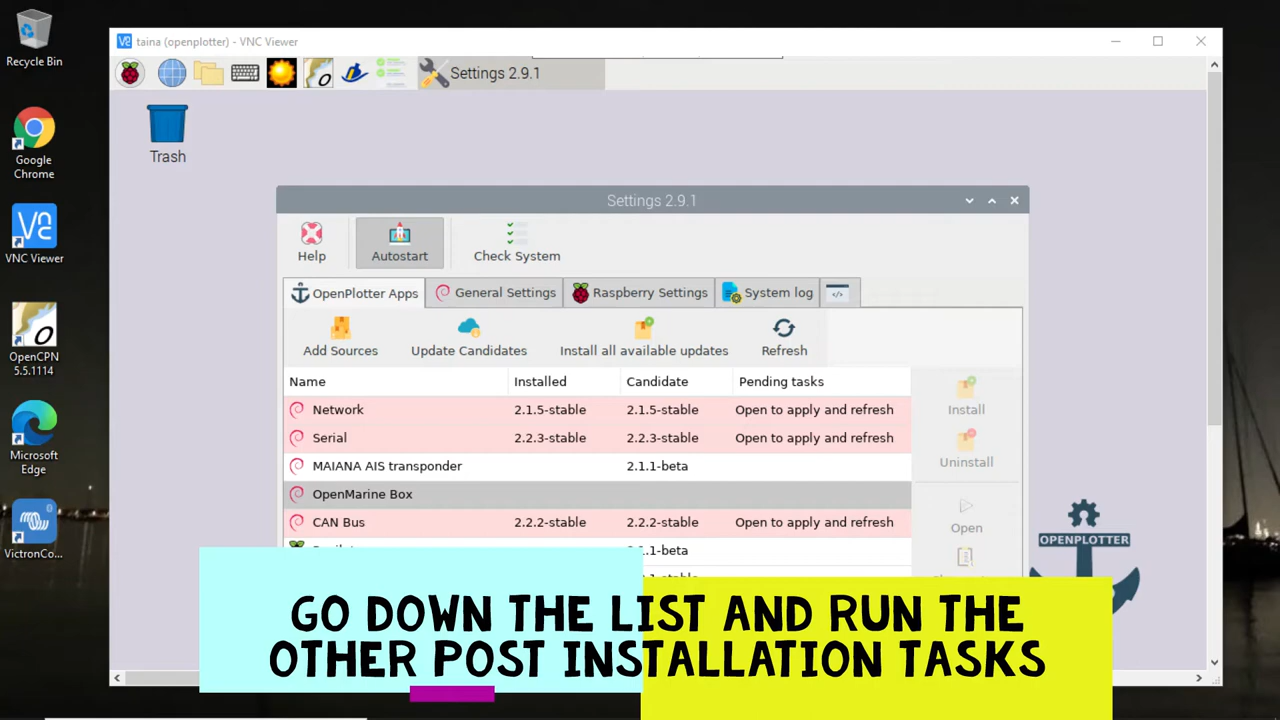 Recycle Bin
Google
Chrome
VNC Viewer
OpenCPN
5.5.1114
Microsoft
Edge
VictronCo...
taina (openplotter) - VNC Viewer
Settings 2.9.1
Trash
Settings 2.9.1
Help
Autostart
Check System
OpenPlotter Apps
General Settings
Raspberry Settings
System log
Add Sources
Update Candidates
Install all available updates
Refresh
Name Installed Candidate Pending tasks
Network 2.1.5-stable 2.1.5-stable Open to apply and refresh
Serial 2.2.3-stable 2.2.3-stable Open to apply and refresh
MAIANA AIS transponder 2.1.1-beta
OpenMarine Box
CAN Bus 2.2.2-stable 2.2.2-stable Open to apply and refresh
Install
Uninstall
Open
OPENPLOTTER
GO DOWN THE LIST AND RUN THE
OTHER POST INSTALLATION TASKS